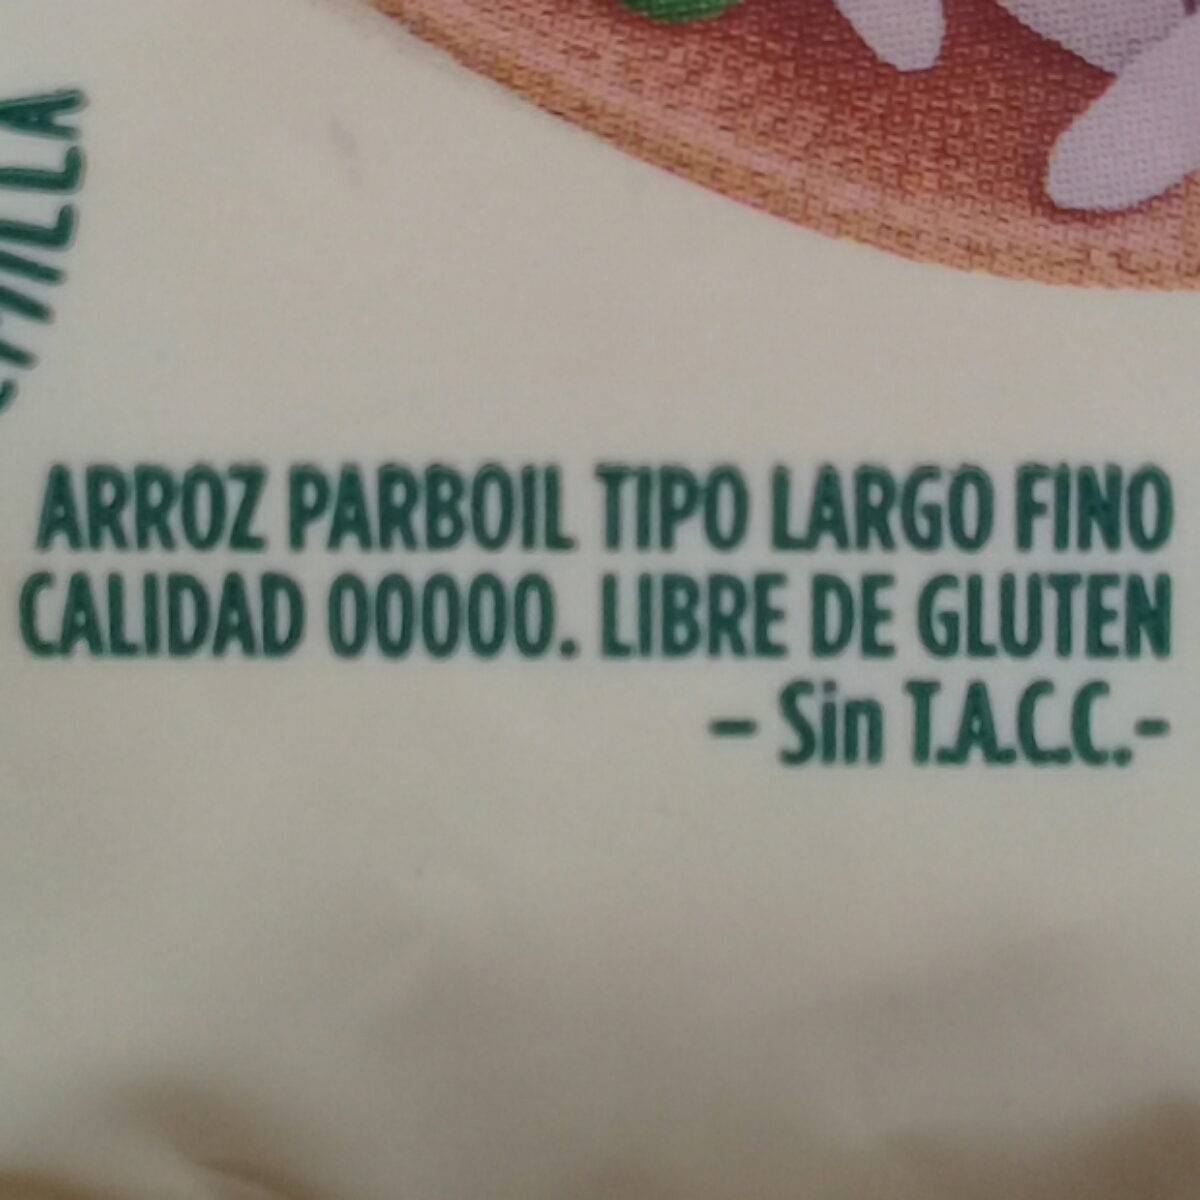 ARROZ PARBOIL TIPO LARGO FINO
CALIDAD 00000. LIBRE DE GLUTEN
– Sin T.A.C.C.-